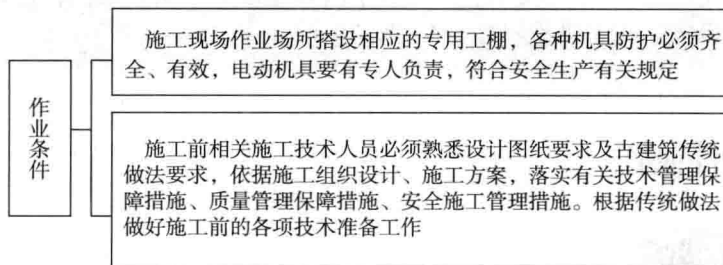 作业条件
施工现场作业场所搭设相应的专用工棚，各种机具防护必须齐
全、有效，电动机具要有专人负责，符合安全生产有关规定
施工前相关施工技术人员必须熟悉设计图纸要求及古建筑传统
做法要求，依据施工组织设计、施工方案，落实有关技术管理保
障措施、质量管理保障措施、安全施工管理措施。根据传统做法
做好施工前的各项技术准备工作